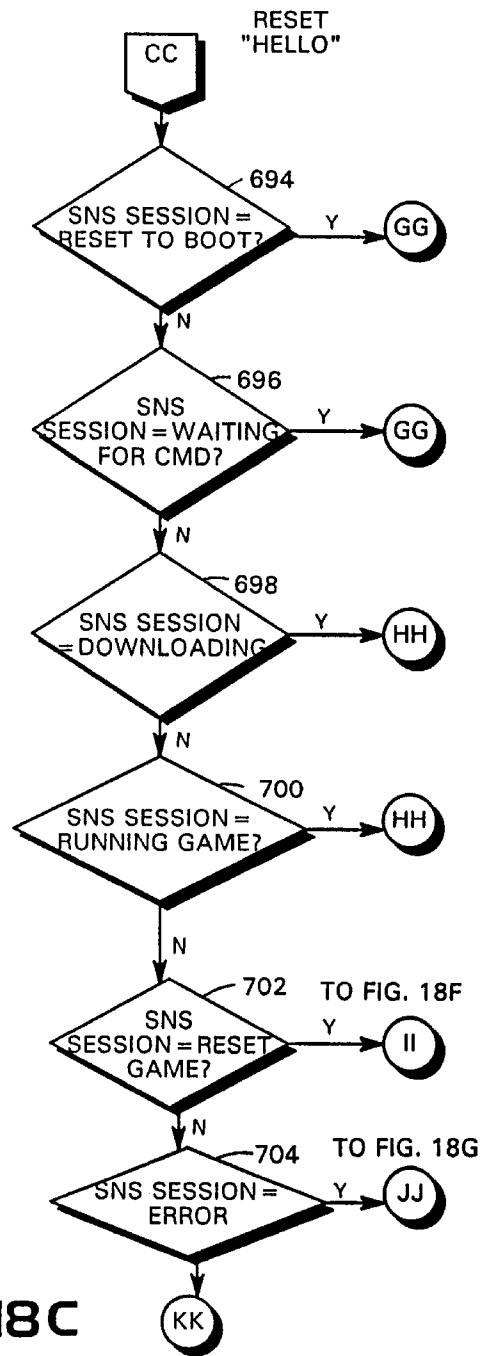 RESET
"HELLO"
CC
694
SNS SESSION =
RESET TO BOOT?
Y
GG
N
696
SNS
SESSION = WAITING
FOR CMD?
Y
GG
N
698
SNS SESSION
= DOWNLOADING
Y
HH
N
700
SNS SESSION =
RUNNING GAME?
Y
HH
N
702
TO FIG. 18F
SNS
SESSION = RESET
GAME?
Y
II
N
704
TO FIG. 18G
SNS SESSION =
ERROR
Y
JJ
18C
KK